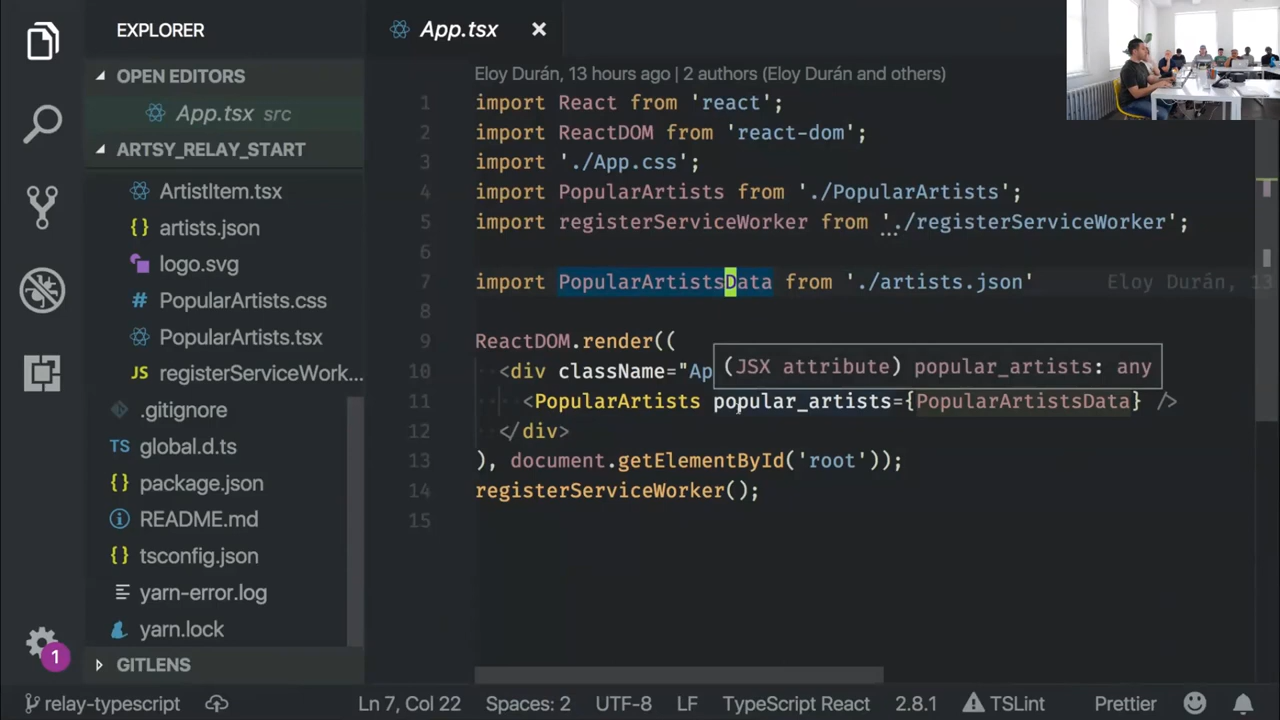 EXPLORER
OPEN EDITORS
App.tsx src
ARTSY_RELAY_START
ArtistItem.tsx
{} artists.json
logo.svg
# PopularArtists.css
PopularArtists.tsx
JS registerServiceWork...
.gitignore
TS global.d.ts
{} package.json
README.md
{} tsconfig.json
yarn-error.log
yarn.lock
GITLENS
1
App.tsx
Eloy Durán, 13 hours ago | 2 authors (Eloy Durán and others)
1 import React from 'react';
2 import ReactDOM from 'react-dom';
3 import './App.css';
4 import PopularArtists from './PopularArtists';
5 import registerServiceWorker from './registerServiceWorker';
6
7 import PopularArtistsData from './artists.json' Eloy Durán, 13
8
9 ReactDOM.render((
10 <div className="Ap
(JSX attribute) popular_artists: any
11 <PopularArtists popular_artists={PopularArtistsData} />
12 </div>
13 ), document.getElementById('root'));
14 registerServiceWorker();
15
relay-typescript Ln 7, Col 22 Spaces: 2 UTF-8 LF TypeScript React 2.8.1 TSLint Prettier